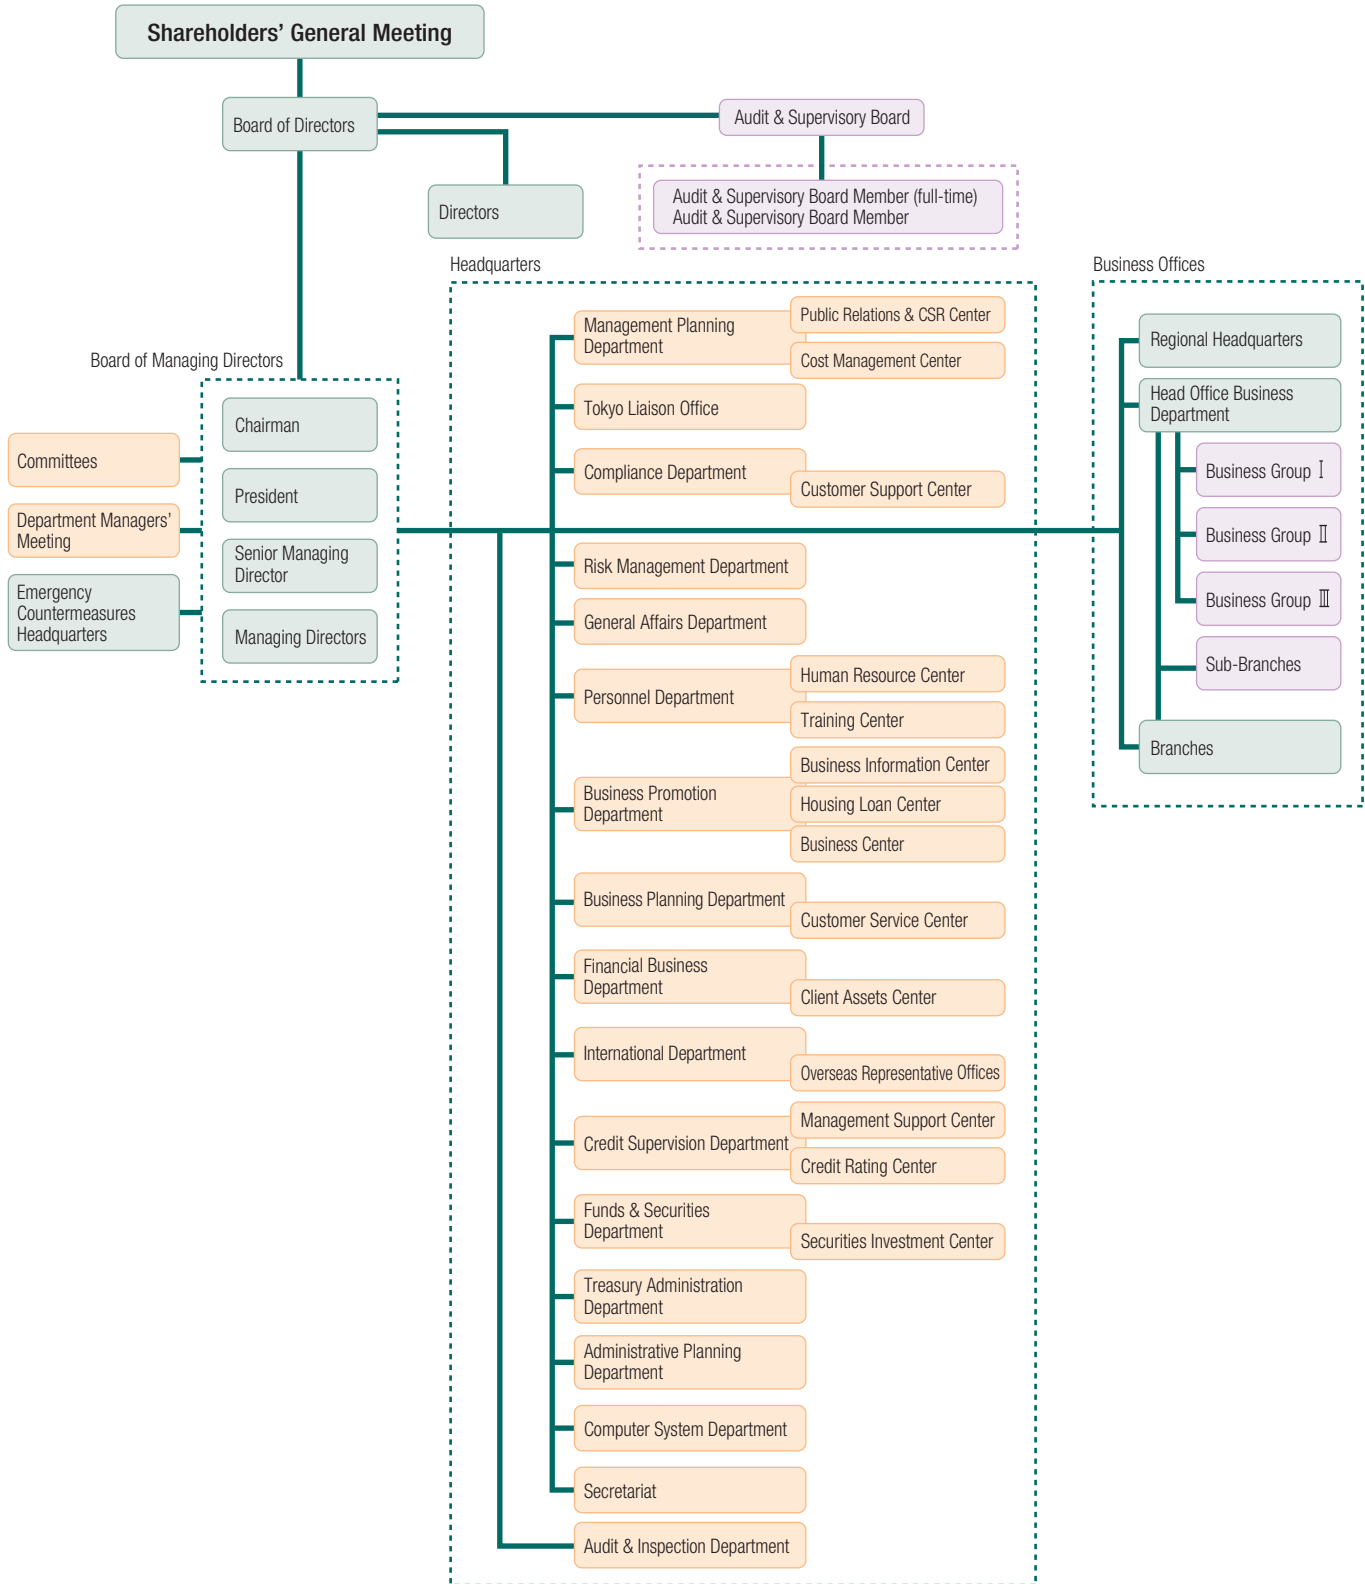 Shareholders’ General Meeting
Board of Directors
Audit & Supervisory Board
Audit & Supervisory Board Member (full-time)
Audit & Supervisory Board Member
Directors
Headquarters
Business Offices
Board of Managing Directors
Chairman
President
Senior Managing
Director
Managing Directors
Committees
Department Managers’
Meeting
Emergency
Countermeasures
Headquarters
Management Planning
Department
Public Relations & CSR Center
Cost Management Center
Tokyo Liaison Office
Compliance Department
Customer Support Center
Risk Management Department
General Affairs Department
Personnel Department
Human Resource Center
Training Center
Business Promotion
Department
Business Information Center
Housing Loan Center
Business Center
Business Planning Department
Customer Service Center
Financial Business
Department
Client Assets Center
International Department
Overseas Representative Offices
Credit Supervision Department
Management Support Center
Credit Rating Center
Funds & Securities
Department
Securities Investment Center
Treasury Administration
Department
Administrative Planning
Department
Computer System Department
Secretariat
Audit & Inspection Department
Regional Headquarters
Head Office Business
Department
Business Group Ⅰ
Business Group Ⅱ
Business Group Ⅲ
Sub-Branches
Branches